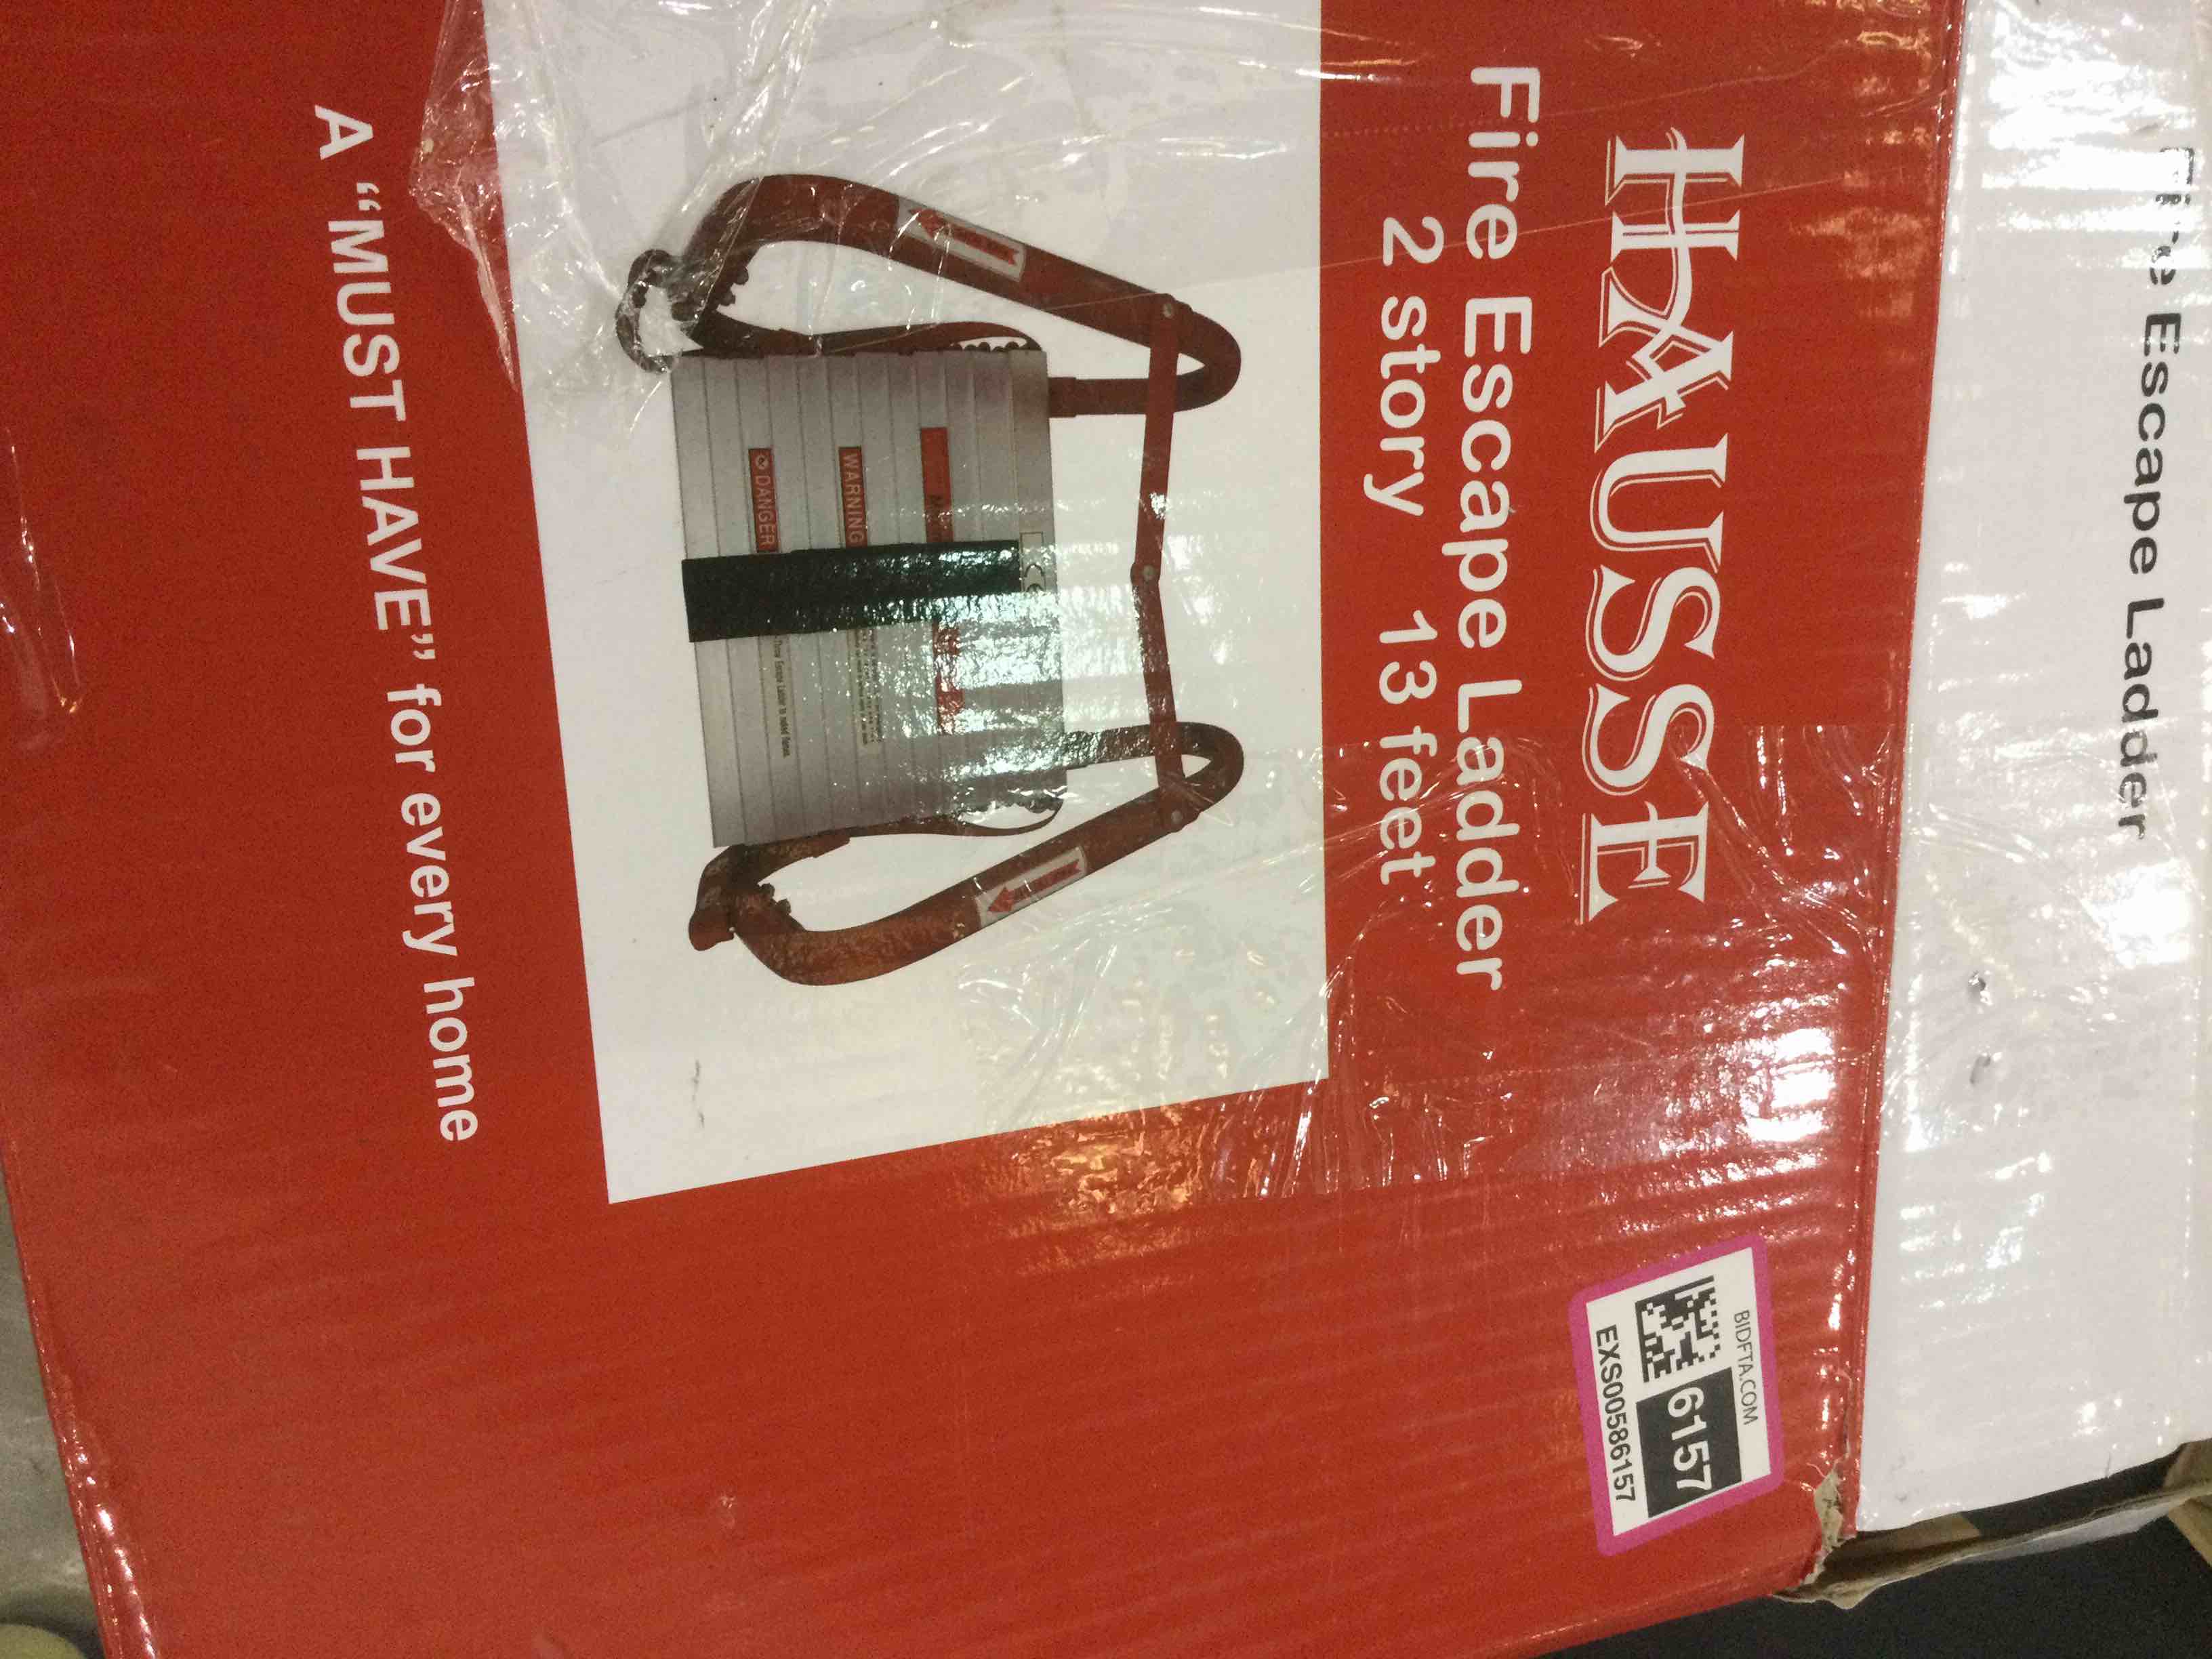 Fire Escape Ladder
HAUSSE
Fire Escape Ladder
2 story 13 feet
WARNING
DANGER
A “MUST HAVE” for every home
BIDFTA.COM
6157
EXS00586157